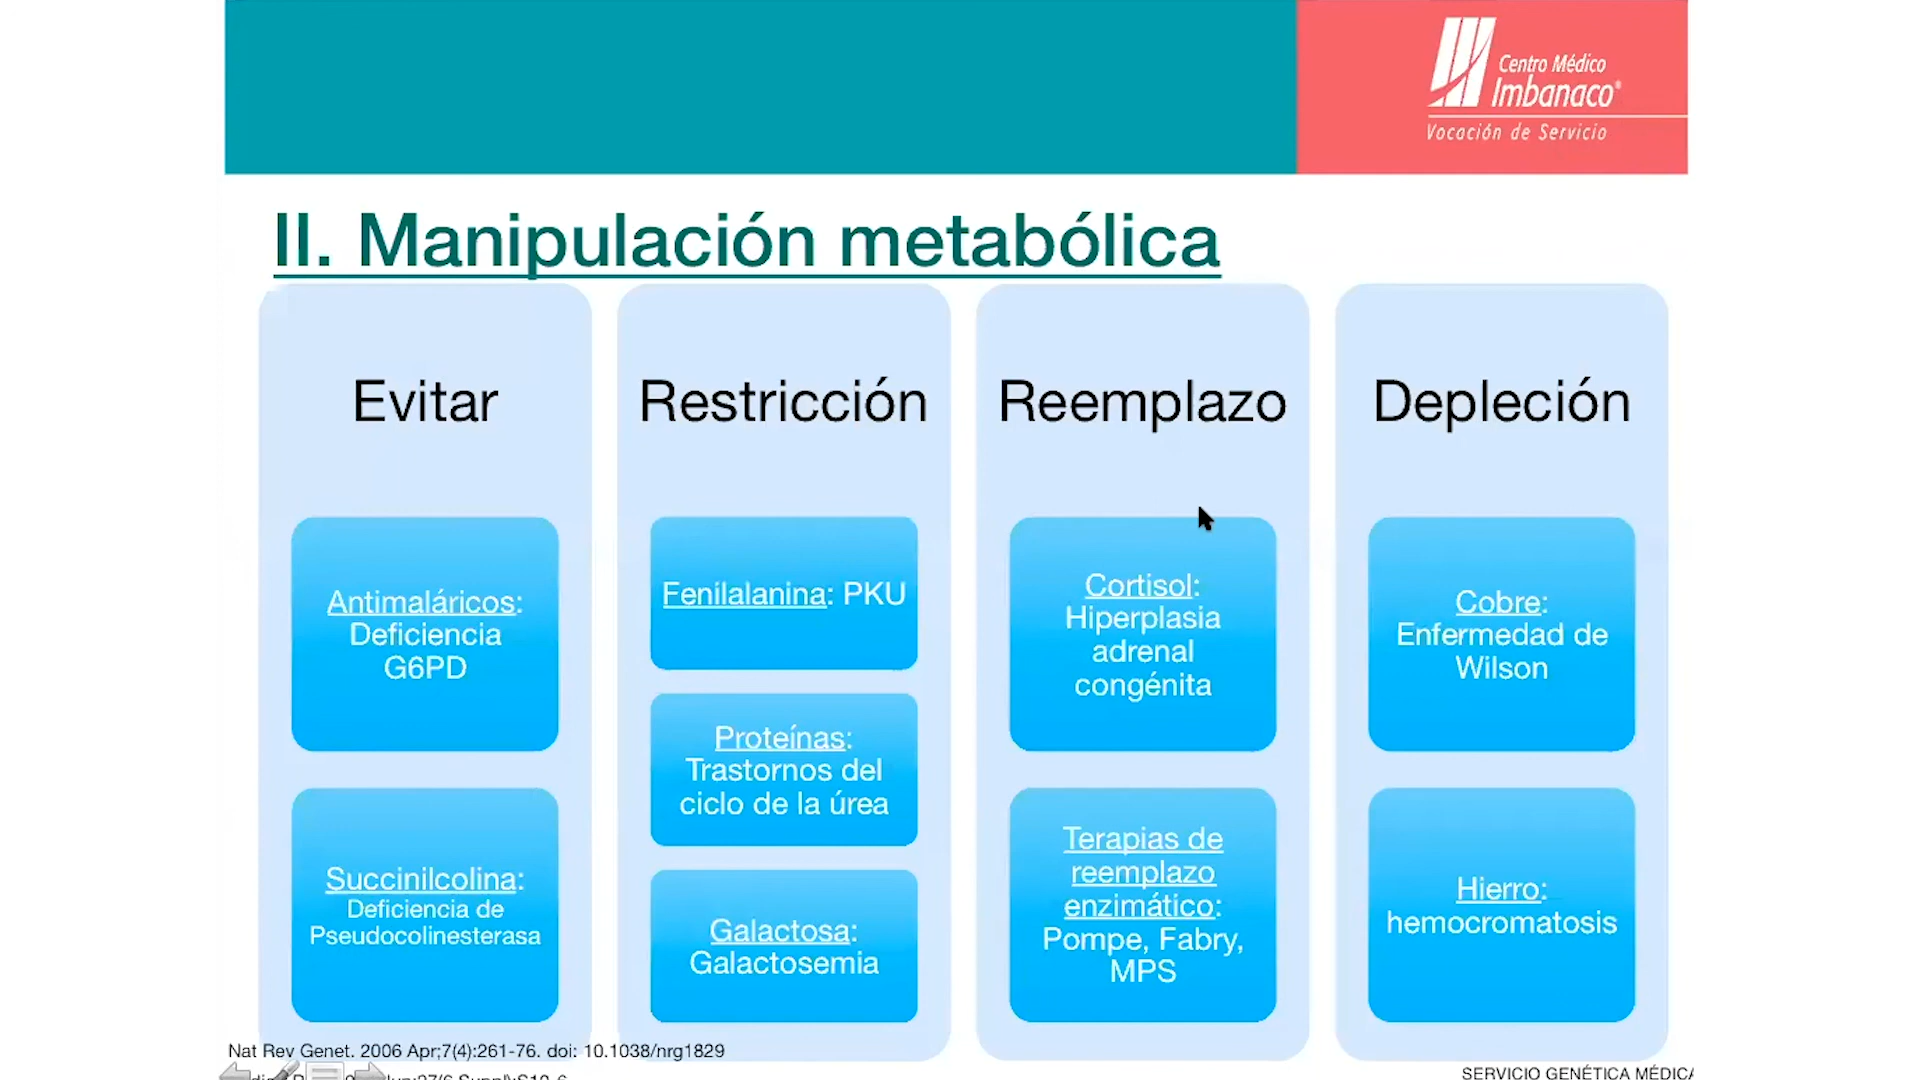 Centro Médico
Imbanaco®
Vocación de Servicio
II. Manipulación metabólica
Evitar
Antimaláricos:
Deficiencia
G6PD
Succinilcolina:
Deficiencia de
Pseudocolinesterasa
Restricción
Fenilalanina: PKU
Proteínas:
Trastornos del
ciclo de la úrea
Galactosa:
Galactosemia
Reemplazo
Cortisol:
Hiperplasia
adrenal
congénita
Terapias de
reemplazo
enzimático:
Pompe, Fabry,
MPS
Depleción
Cobre:
Enfermedad de
Wilson
Hierro:
hemocromatosis
Nat Rev Genet. 2006 Apr;7(4):261-76. doi: 10.1038/nrg1829
SERVICIO GENÉTICA MÉDICA